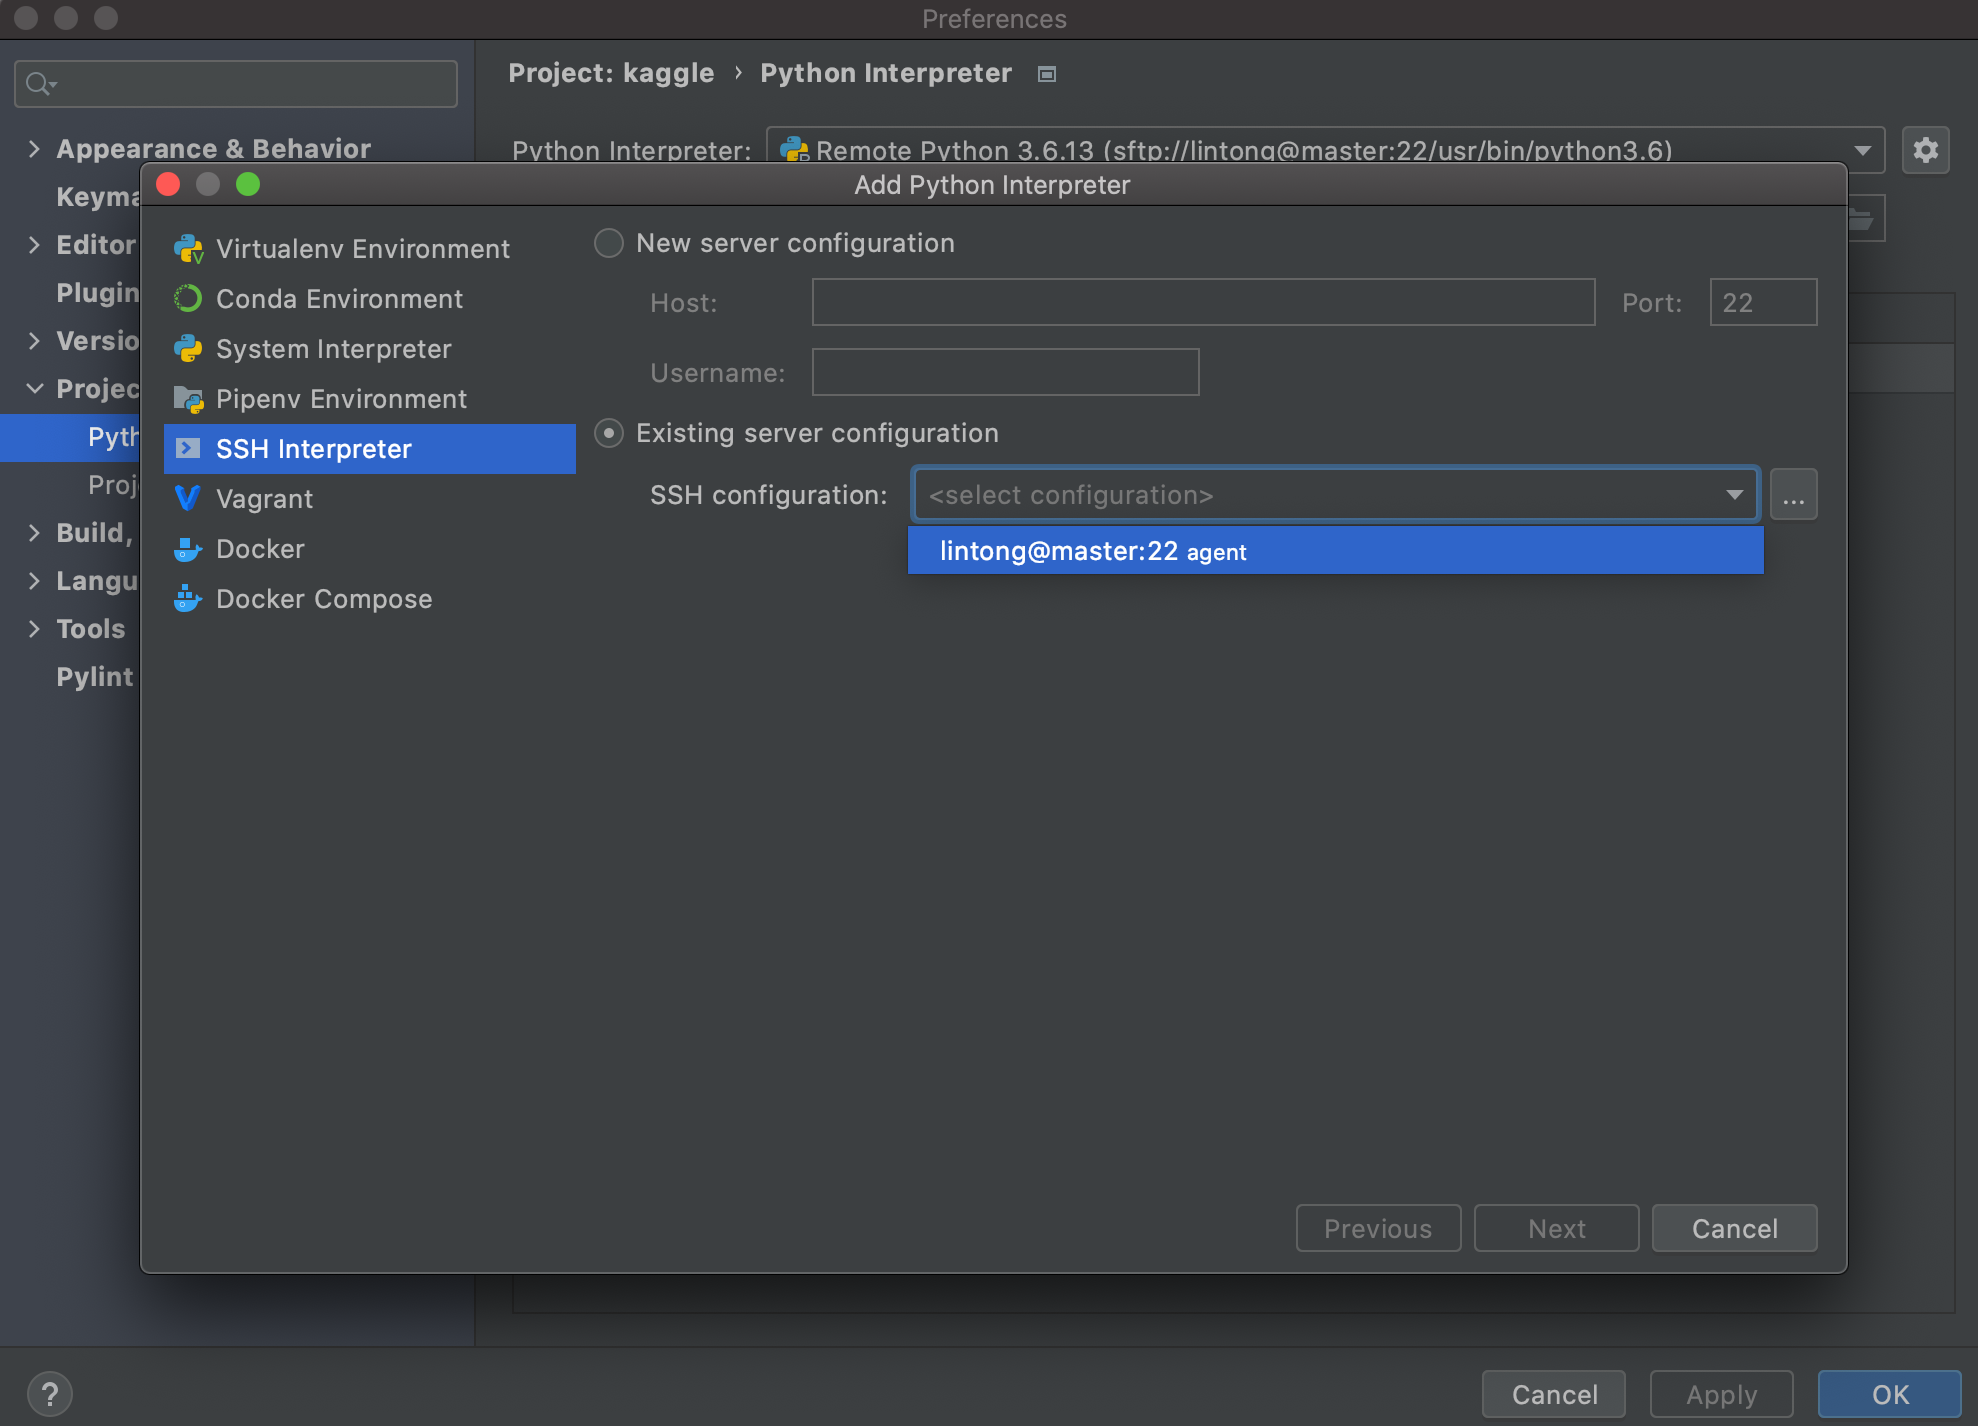 Preferences
Project: kaggle › Python Interpreter
Appearance & Behavior
Python Interpreter: Remote Python 3.6.13 (sftp://lintong@master:22/usr/bin/python3.6)
Add Python Interpreter
Keyma
Editor
Plugin
Versio
Projec
Pyth
Proj
Build,
Langu
Tools
Pylint
Virtualenv Environment
Conda Environment
System Interpreter
Pipenv Environment
SSH Interpreter
Vagrant
Docker
Docker Compose
New server configuration
Host: Port: 22
Username:
Existing server configuration
SSH configuration: <select configuration> ...
lintong@master:22 agent
Previous Next Cancel
? Cancel Apply OK